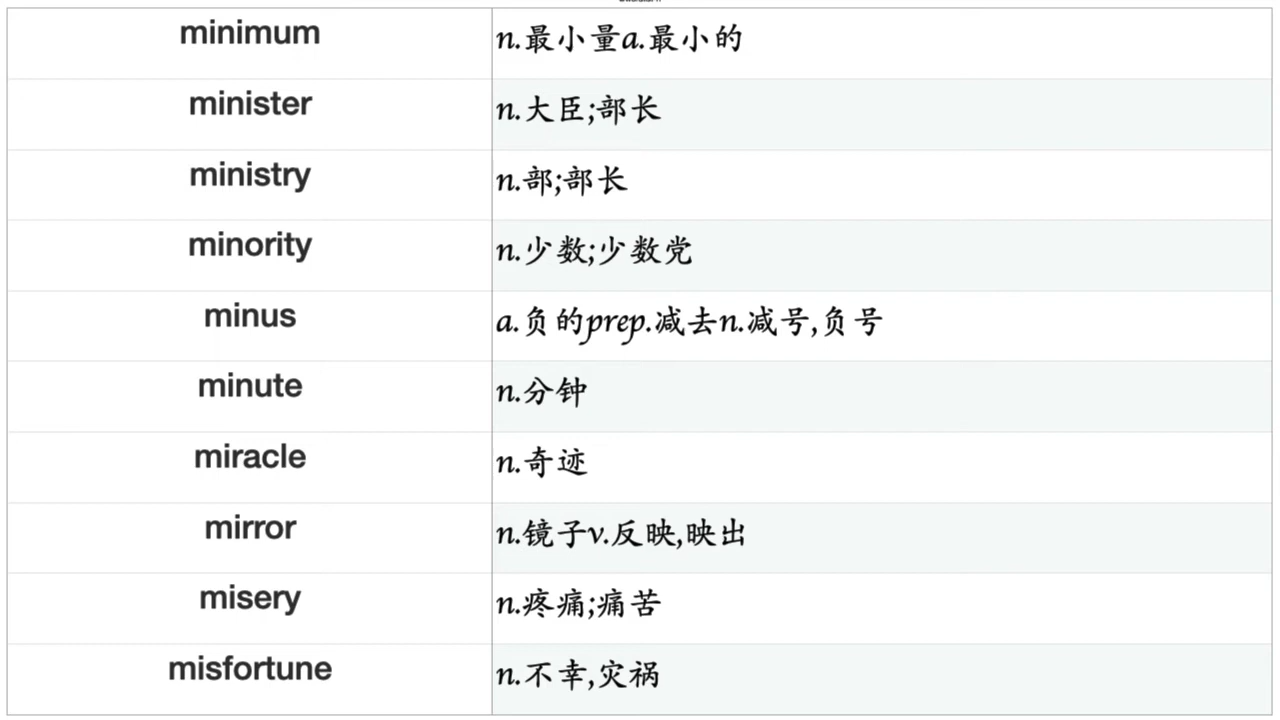 minimum n.最小量a.最小的
minister n.大臣;部长
ministry n.部;部长
minority n.少数;少数党
minus a.负的prep.减去n.减号,负号
minute n.分钟
miracle n.奇迹
mirror n.镜子v.反映,映出
misery n.疼痛;痛苦
misfortune n.不幸,灾祸